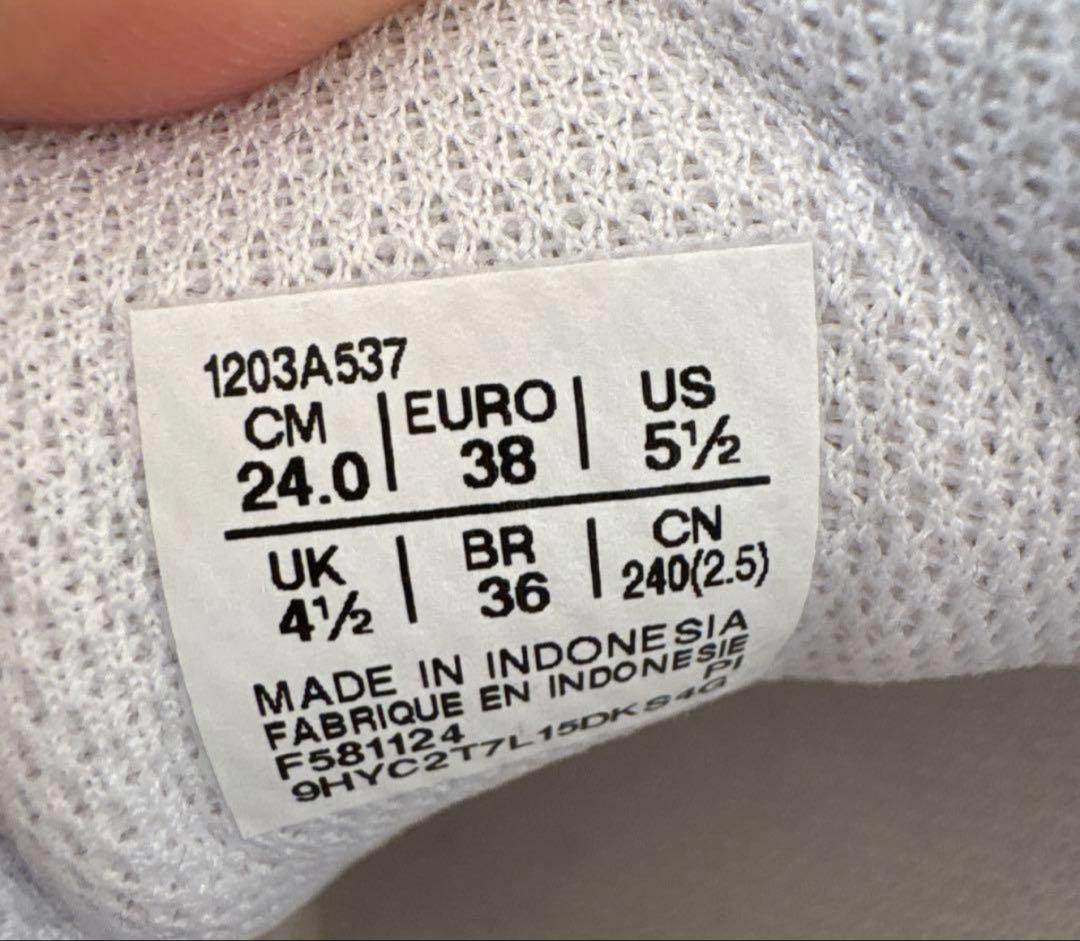 1203A537
CM | EURO | US
24.0 | 38 | 5½
UK | BR | CN
4½ | 36 | 240(2.5)
MADE IN INDONESIA
FABRIQUE EN INDONESIE
F581124 PI
9HYC2T7L15DKS4G